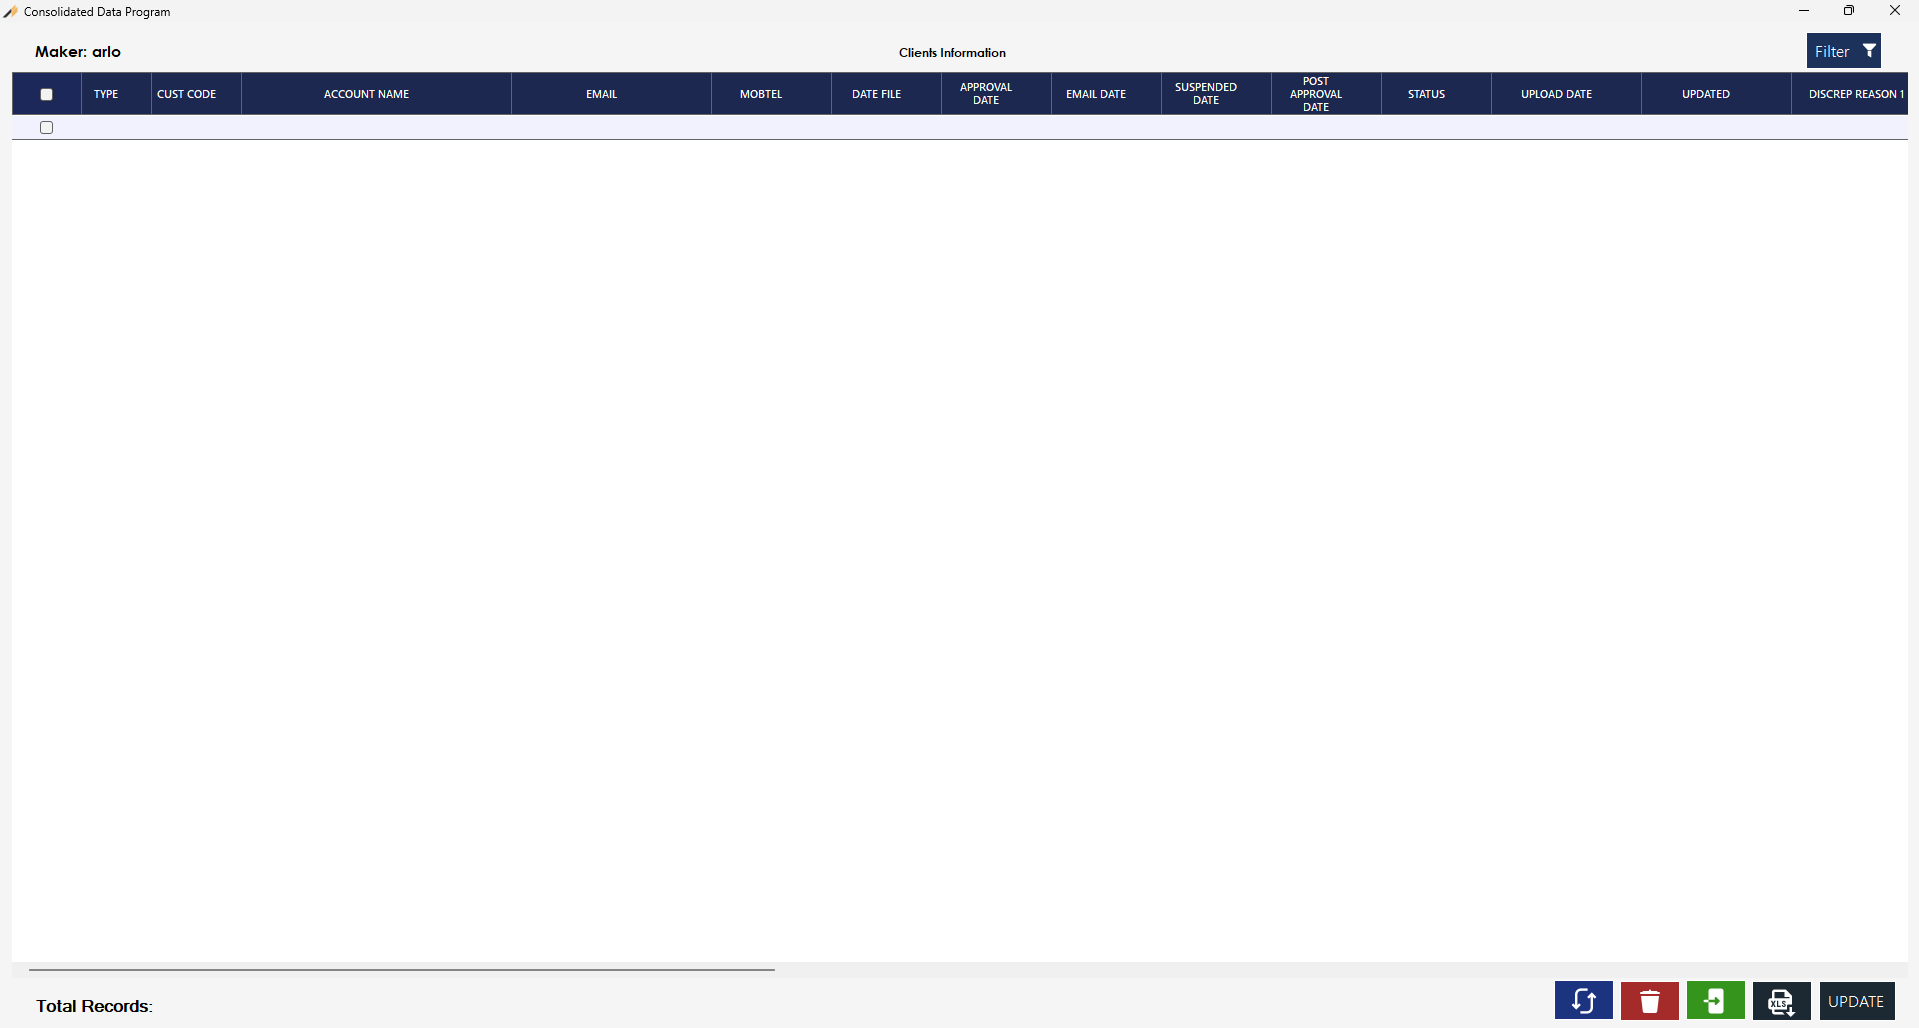 Consolidated Data Program
Maker: arlo
Clients Information
Filter
TYPE
CUST CODE
ACCOUNT NAME
EMAIL
MOBTEL
DATE FILE
APPROVAL
DATE
EMAIL DATE
SUSPENDED
DATE
POST
APPROVAL
DATE
STATUS
UPLOAD DATE
UPDATED
DISCREP REASON 1
Total Records:
XLS
UPDATE